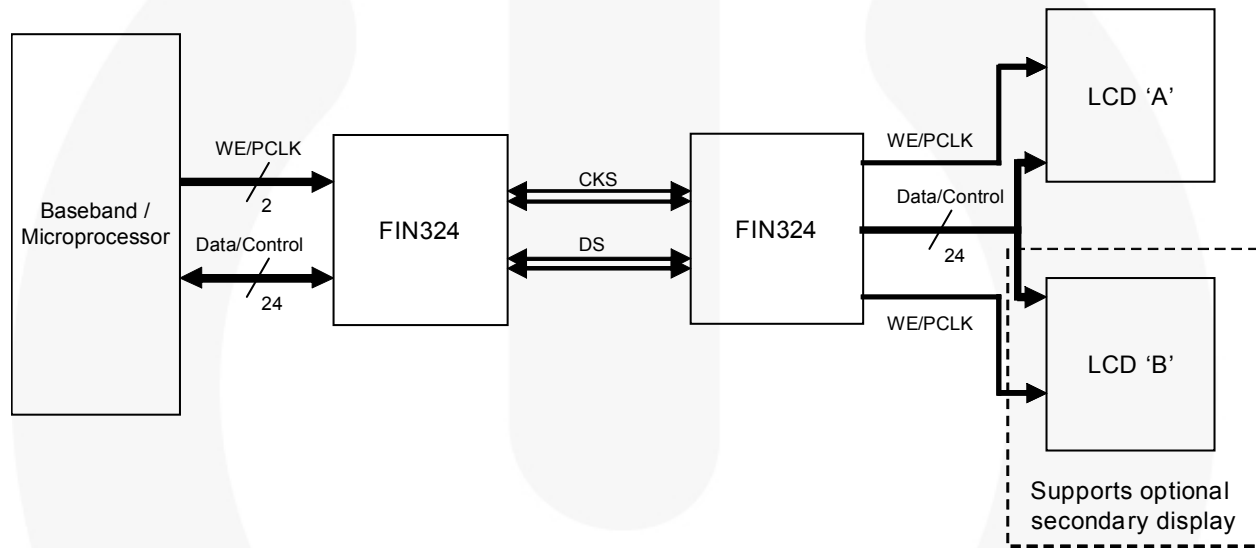 Baseband /
Microprocessor
WE/PCLK
2
Data/Control
24
FIN324
CKS
DS
FIN324
WE/PCLK
Data/Control
24
WE/PCLK
LCD ‘A’
LCD ‘B’
Supports optional
secondary display